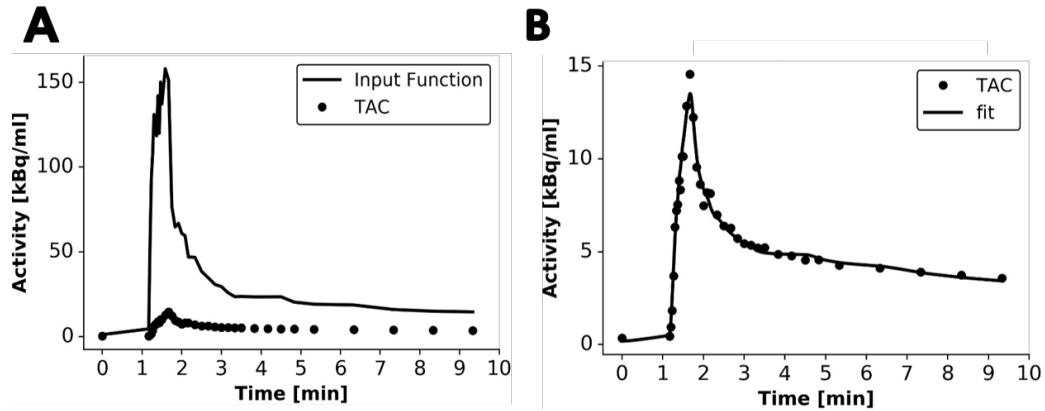 A
B
Activity [kBq/ml]
150
100
50
0
Input Function
TAC
0 1 2 3 4 5 6 7 8 9 10
Time [min]
Activity [kBq/ml]
15
10
5
0
TAC
fit
0 1 2 3 4 5 6 7 8 9 10
Time [min]